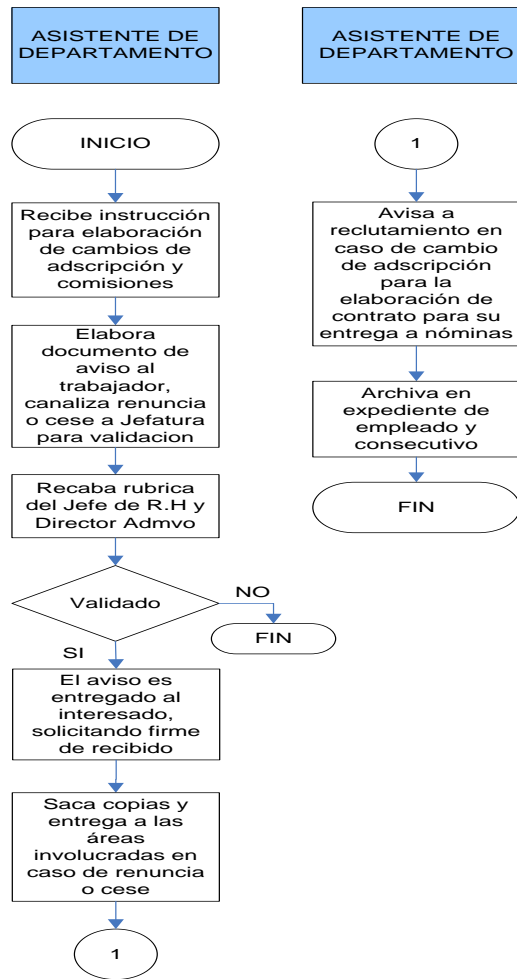 ASISTENTE DE
DEPARTAMENTO
INICIO
Recibe instrucción
para elaboración
de cambios de
adscripción y
comisiones
Elabora
documento de
aviso al
trabajador,
canaliza renuncia
o cese a Jefatura
para validacion
Recaba rubrica
del Jefe de R.H y
Director Admvo
Validado
NO
FIN
SI
El aviso es
entregado al
interesado,
solicitando firme
de recibido
Saca copias y
entrega a las
áreas
involucradas en
caso de renuncia
o cese
1
ASISTENTE DE
DEPARTAMENTO
1
Avisa a
reclutamiento en
caso de cambio
de adscripción
para la
elaboración de
contrato para su
entrega a nóminas
Archiva en
expediente de
empleado y
consecutivo
FIN